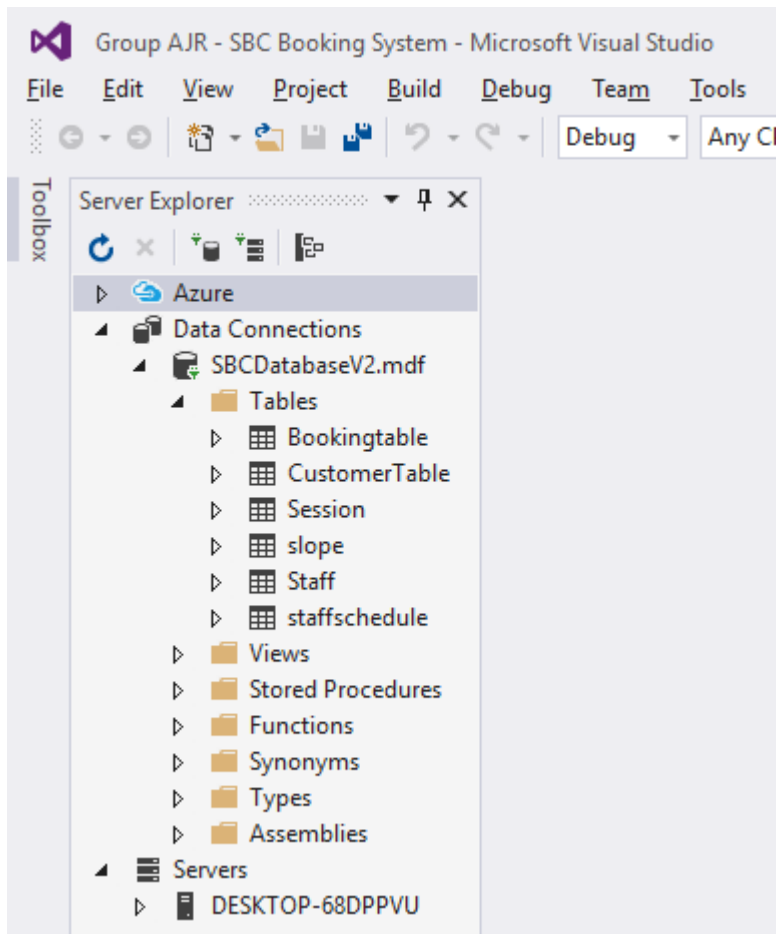 Group AJR - SBC Booking System - Microsoft Visual Studio
File Edit View Project Build Debug Team Tools
Debug Any
Toolbox
Server Explorer
Azure
Data Connections
SBCDatabaseV2.mdf
Tables
Bookingtable
CustomerTable
Session
slope
Staff
staffschedule
Views
Stored Procedures
Functions
Synonyms
Types
Assemblies
Servers
DESKTOP-68DPPVU